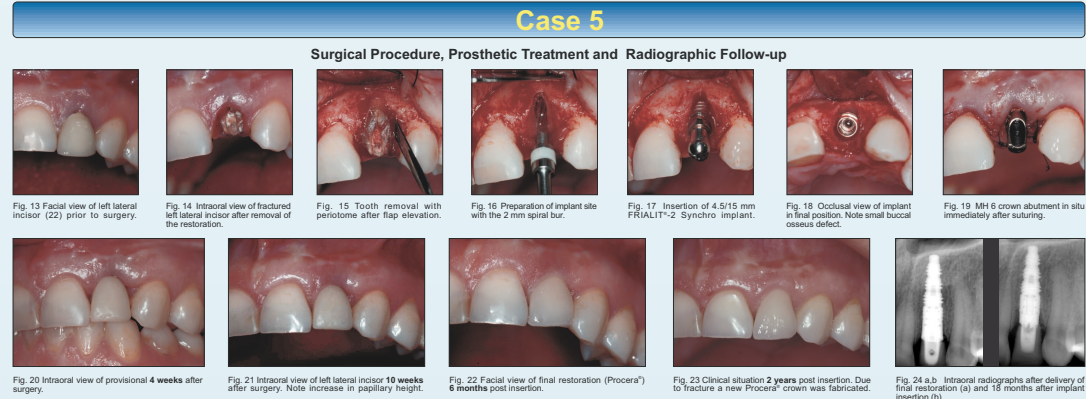 Case 5
Surgical Procedure, Prosthetic Treatment and Radiographic Follow-up
Fig. 13 Facial view of left lateral
incisor (22) prior to surgery.
Fig. 14 Intraoral view of fractured
left lateral incisor after removal of
the restoration.
Fig. 15 Tooth removal with
periotome after flap elevation.
Fig. 16 Preparation of implant site
with the 2 mm spiral bur.
Fig. 17 Insertion of 4.5/15 mm
FRIALIT®-2 Synchro implant.
Fig. 18 Occlusal view of implant
in final position. Note small buccal
osseus defect.
Fig. 19 MH 6 crown abutment in situ
immediately after suturing.
Fig. 20 Intraoral view of provisional 4 weeks after
surgery.
Fig. 21 Intraoral view of left lateral incisor 10 weeks
after surgery. Note increase in papillary height.
Fig. 22 Facial view of final restoration (Procera®)
6 months post insertion.
Fig. 23 Clinical situation 2 years post insertion. Due
to fracture a new Procera® crown was fabricated.
Fig. 24 a,b Intraoral radiographs after delivery of
final restoration (a) and 18 months after implant
insertion (b).